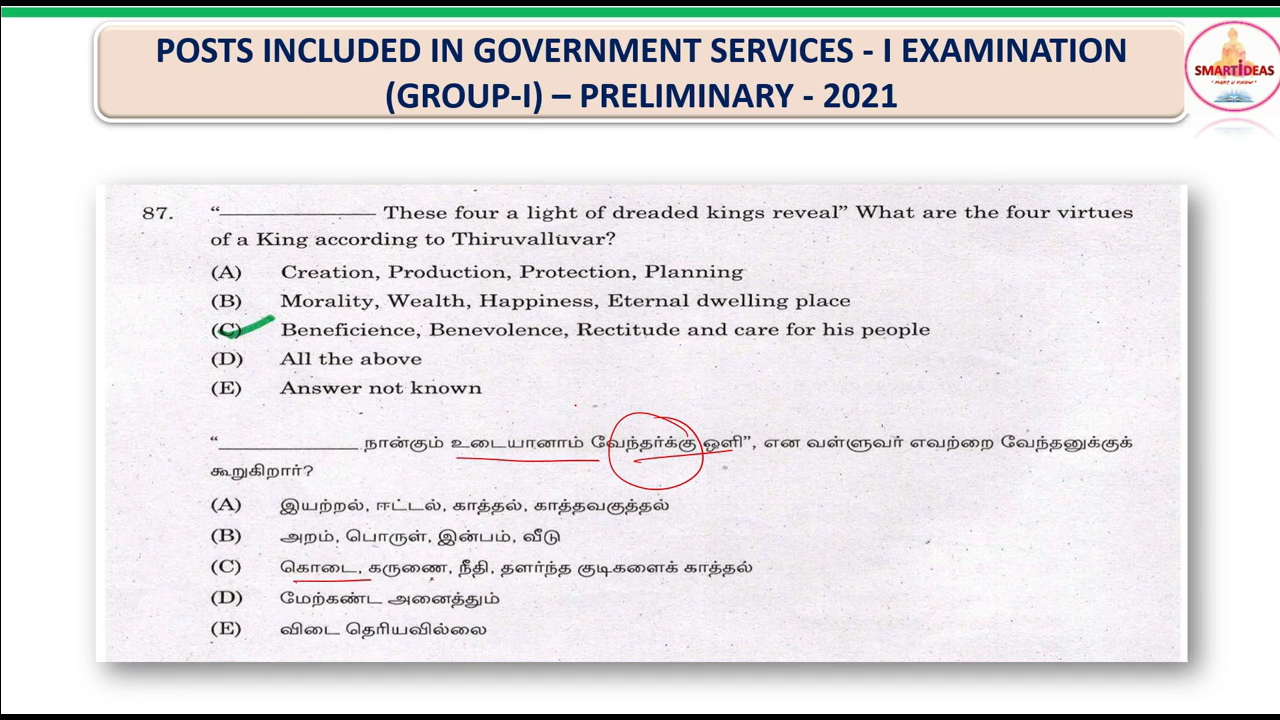 POSTS INCLUDED IN GOVERNMENT SERVICES - I EXAMINATION
(GROUP-I) – PRELIMINARY - 2021
SMARTiDEAS
87. “____________ These four a light of dreaded kings reveal” What are the four virtues
of a King according to Thiruvalluvar?
(A) Creation, Production, Protection, Planning
(B) Morality, Wealth, Happiness, Eternal dwelling place
(C) Beneficience, Benevolence, Rectitude and care for his people
(D) All the above
(E) Answer not known
“____________ நான்கும் உடையானாம் வேந்தர்க்கு ஒளி”, என வள்ளுவர் எவற்றை வேந்தனுக்குக்
கூறுகிறார்?
(A) இயற்றல், ஈட்டல், காத்தல், காத்தவகுத்தல்
(B) அறம், பொருள், இன்பம், வீடு
(C) கொடை, கருணை, நீதி, தளர்ந்த குடிகளைக் காத்தல்
(D) மேற்கண்ட அனைத்தும்
(E) விடை தெரியவில்லை